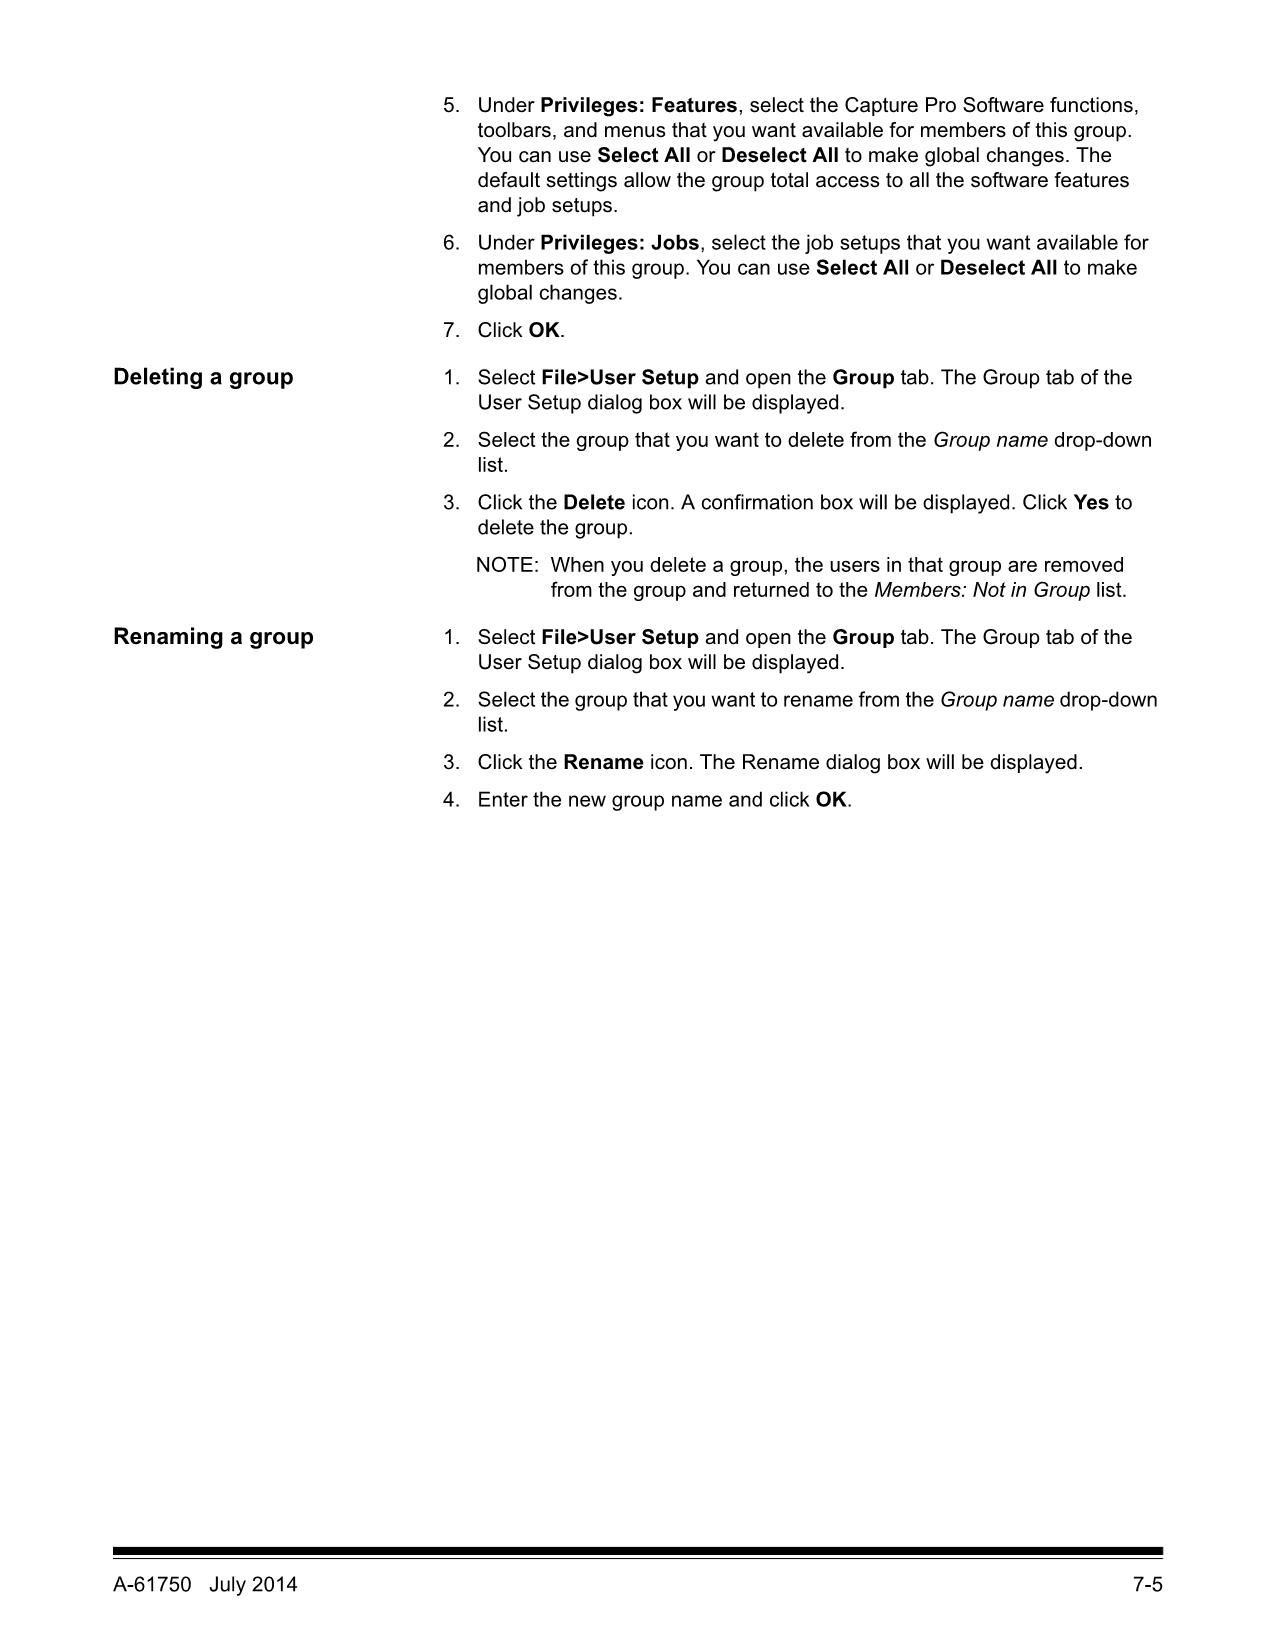 5. Under Privileges: Features, select the Capture Pro Software functions,
toolbars, and menus that you want available for members of this group.
You can use Select All or Deselect All to make global changes. The
default settings allow the group total access to all the software features
and job setups.
6. Under Privileges: Jobs, select the job setups that you want available for
members of this group. You can use Select All or Deselect All to make
global changes.
7. Click OK.
Deleting a group
1. Select File>User Setup and open the Group tab. The Group tab of the
User Setup dialog box will be displayed.
2. Select the group that you want to delete from the Group name drop-down
list.
3. Click the Delete icon. A confirmation box will be displayed. Click Yes to
delete the group.
NOTE: When you delete a group, the users in that group are removed
from the group and returned to the Members: Not in Group list.
Renaming a group
1. Select File>User Setup and open the Group tab. The Group tab of the
User Setup dialog box will be displayed.
2. Select the group that you want to rename from the Group name drop-down
list.
3. Click the Rename icon. The Rename dialog box will be displayed.
4. Enter the new group name and click OK.
A-61750 July 2014 7-5